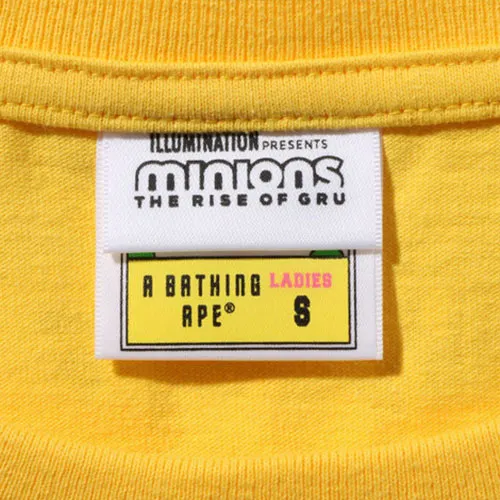 ILLUMINATION PRESENTS
minions
THE RISE OF GRU
A BATHING APE®
LADIES
S